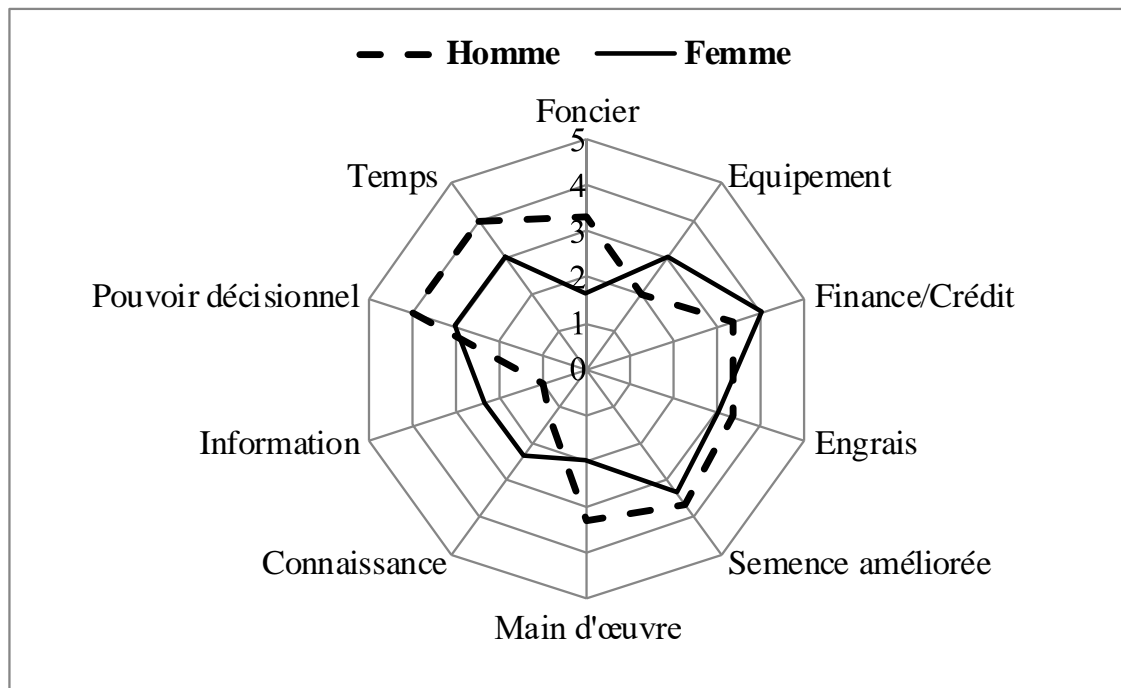 Homme Femme
Foncier
5
Temps
Equipement
4
3
Pouvoir décisionnel
Finance/Crédit
2
1
0
Information
Engrais
Connaissance
Semence améliorée
Main d'œuvre